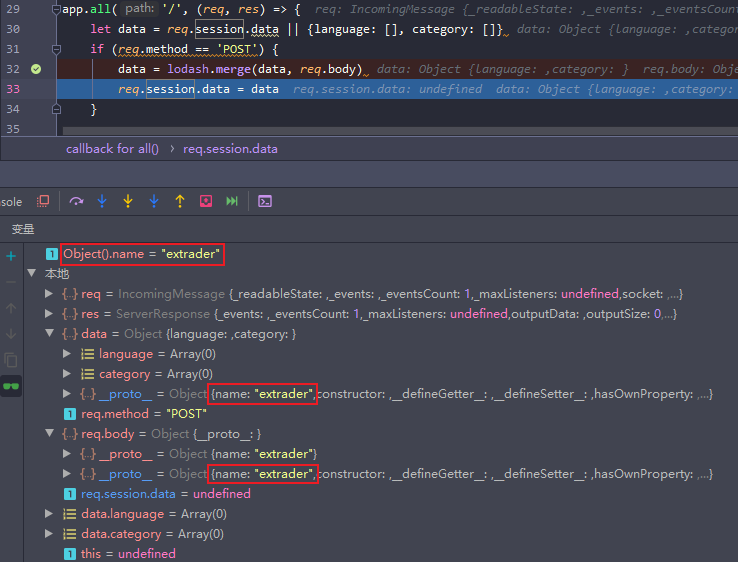 29 app.all( path: '/', (req, res) => { req: IncomingMessage {_readableState: ,_events: ,_eventsCoun
30 let data = req.session.data || {language: [], category: []} data: Object {language: ,category:
31 if (req.method == 'POST') {
32 data = lodash.merge(data, req.body) data: Object {language: ,category: } req.body: Obje
33 req.session.data = data req.session.data: undefined data: Object {language: ,category:
34 }
35
callback for all() › req.session.data
sole
变量
Object().name = "extrader"
本地
req = IncomingMessage {_readableState: ,_events: ,_eventsCount: 1,_maxListeners: undefined,socket: ,...}
res = ServerResponse {_events: ,_eventsCount: 1,_maxListeners: undefined,outputData: ,outputSize: 0,...}
data = Object {language: ,category: }
language = Array(0)
category = Array(0)
__proto__ = Object {name: "extrader",constructor: ,__defineGetter__: ,__defineSetter__: ,hasOwnProperty: ,...}
req.method = "POST"
req.body = Object {__proto__: }
__proto__ = Object {name: "extrader"}
__proto__ = Object {name: "extrader",constructor: ,__defineGetter__: ,__defineSetter__: ,hasOwnProperty: ,...}
req.session.data = undefined
data.language = Array(0)
data.category = Array(0)
this = undefined